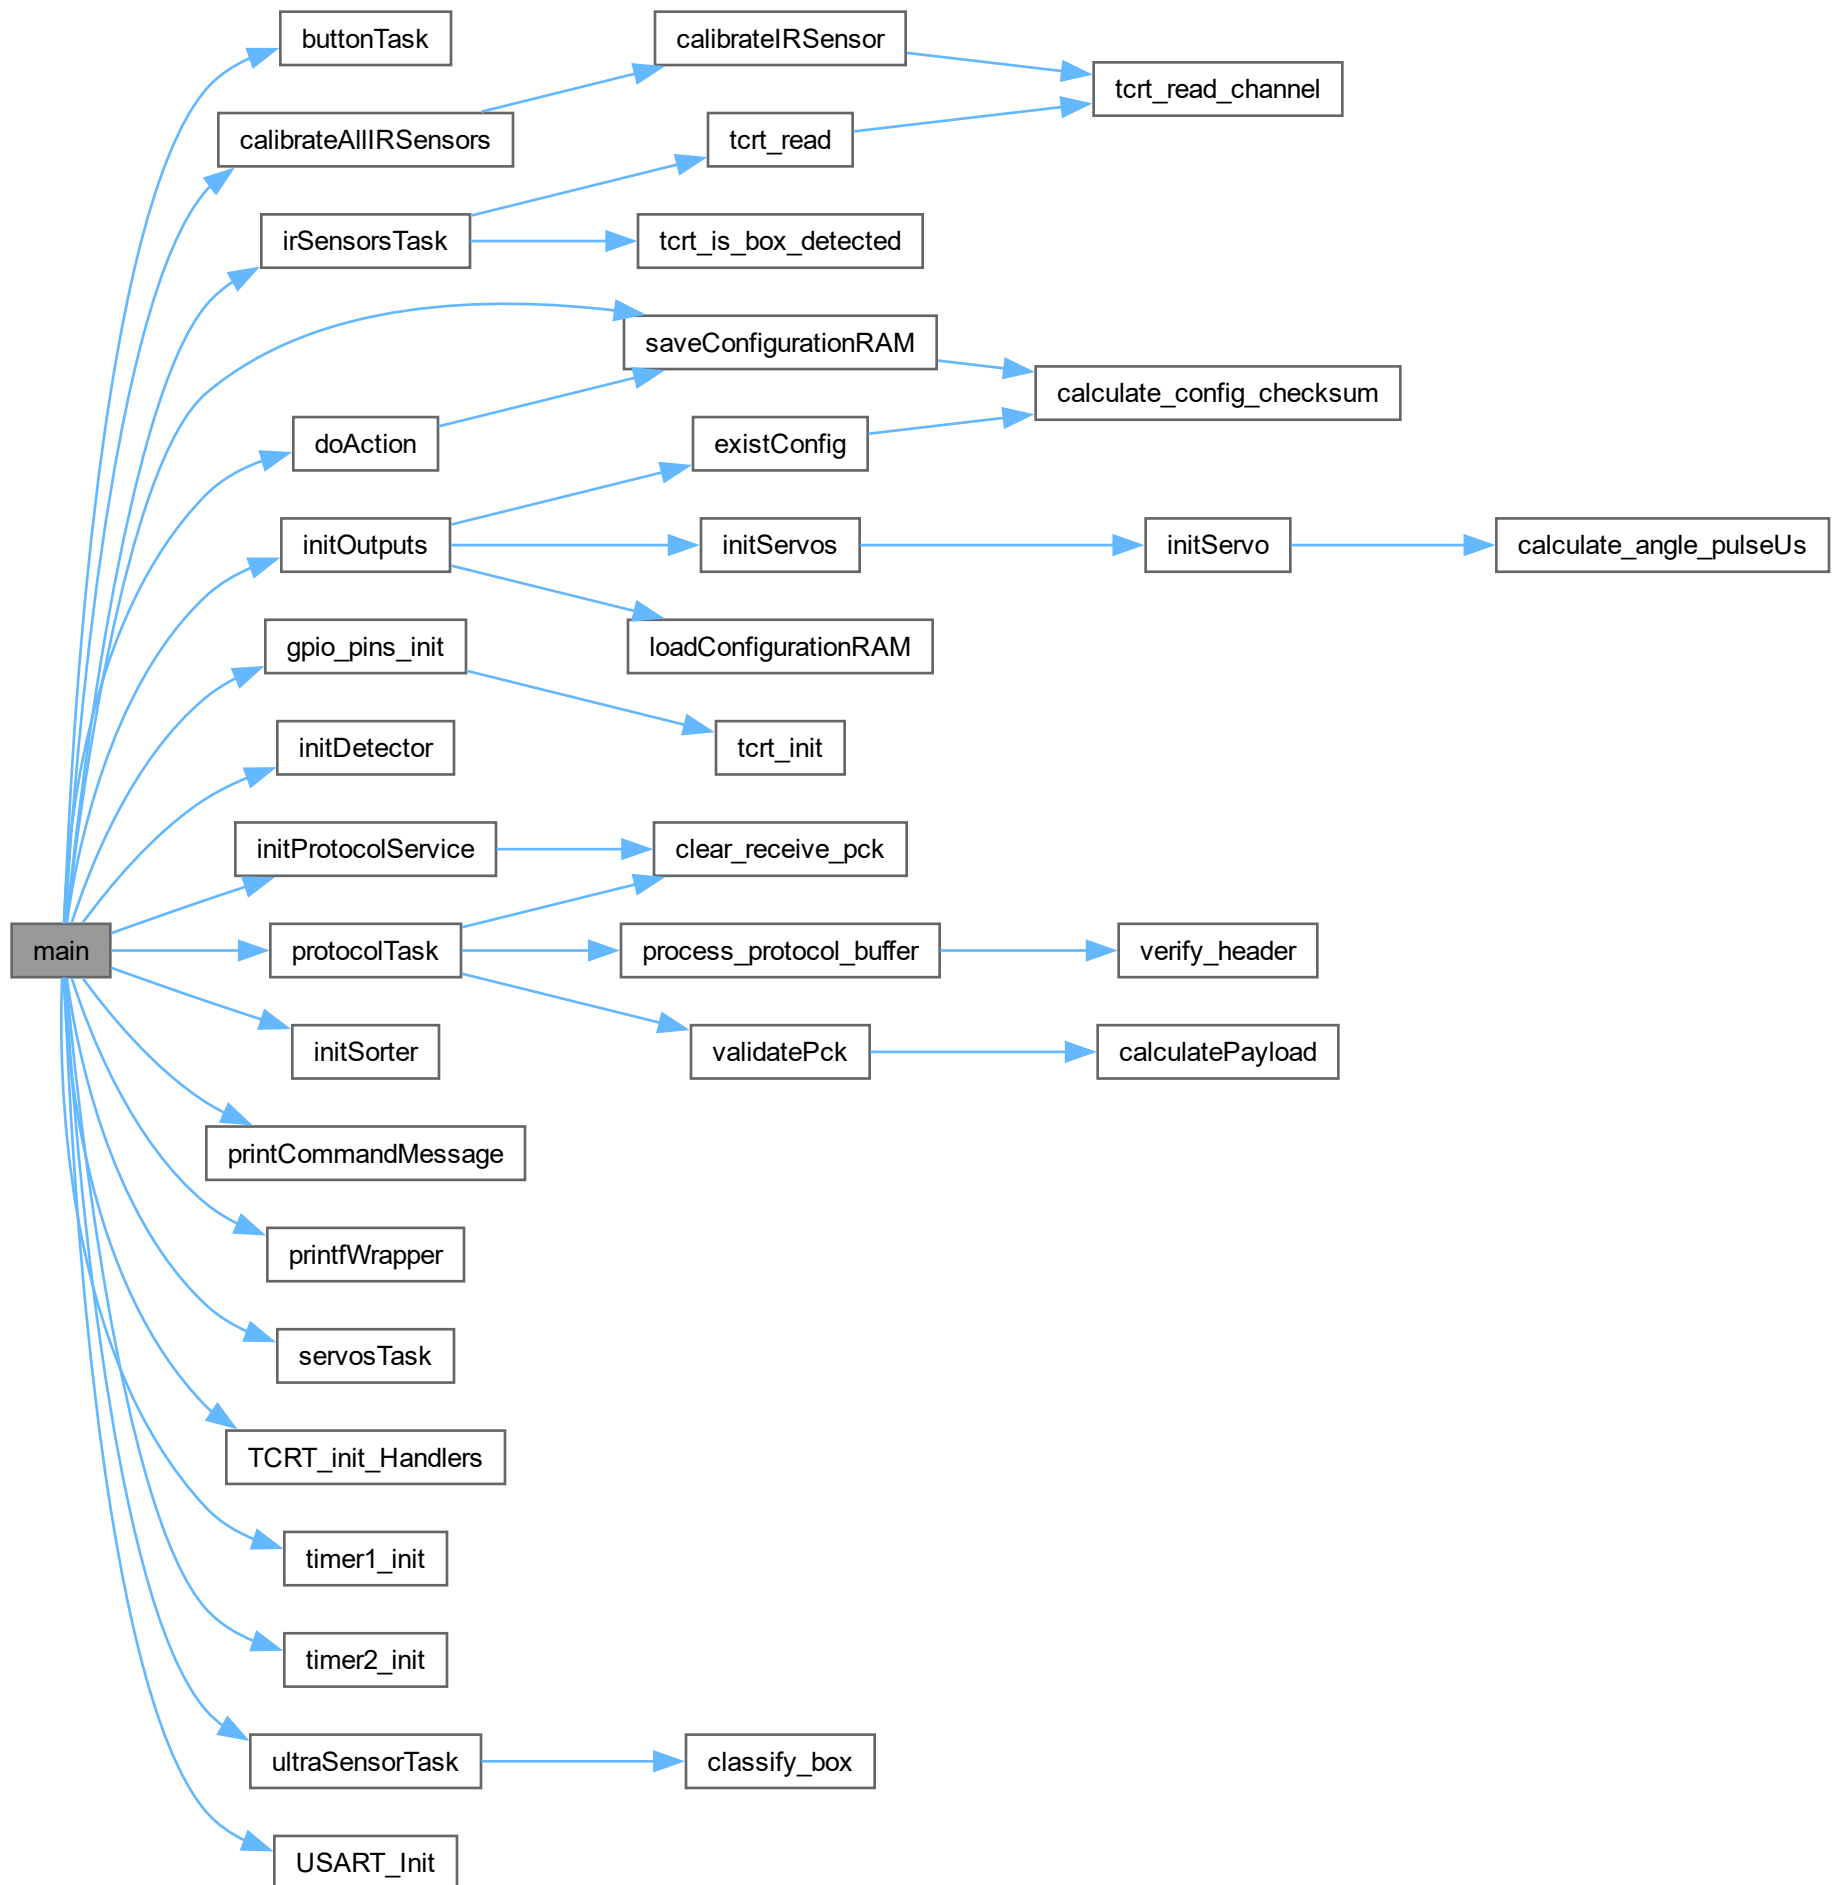 buttonTask
calibrateIRSensor
tcrt_read_channel
calibrateAllIRSensors
tcrt_read
irSensorsTask
tcrt_is_box_detected
saveConfigurationRAM
calculate_config_checksum
doAction
existConfig
initOutputs
initServos
initServo
calculate_angle_pulseUs
gpio_pins_init
loadConfigurationRAM
initDetector
tcrt_init
initProtocolService
clear_receive_pck
main
protocolTask
process_protocol_buffer
verify_header
initSorter
validatePck
calculatePayload
printCommandMessage
printfWrapper
servosTask
TCRT_init_Handlers
timer1_init
timer2_init
ultraSensorTask
classify_box
USART_Init